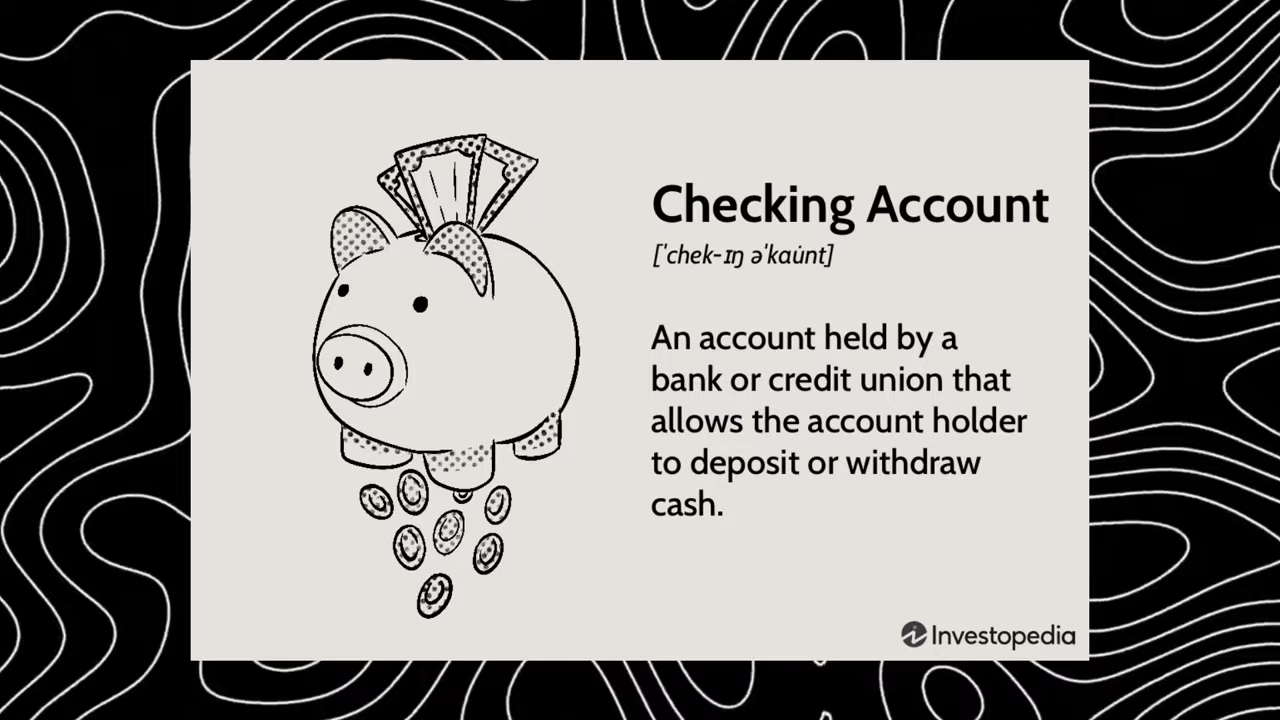 Checking Account
[ˈchek-ɪŋ əˈkau̇nt]
An account held by a
bank or credit union that
allows the account holder
to deposit or withdraw
cash.
Investopedia